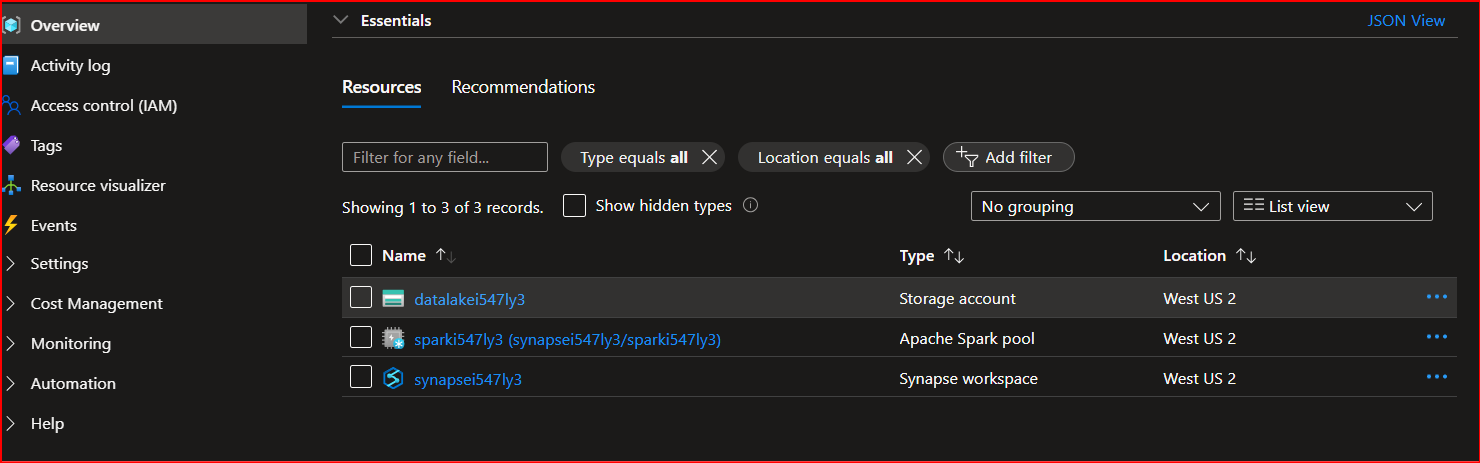 Overview
Activity log
Access control (IAM)
Tags
Resource visualizer
Events
Settings
Cost Management
Monitoring
Automation
Help
Essentials JSON View
Resources Recommendations
Filter for any field... Type equals all Location equals all Add filter
Showing 1 to 3 of 3 records. Show hidden types No grouping List view
Name Type Location
datalakei547ly3 Storage account West US 2
sparki547ly3 (synapsei547ly3/sparki547ly3) Apache Spark pool West US 2
synapsei547ly3 Synapse workspace West US 2